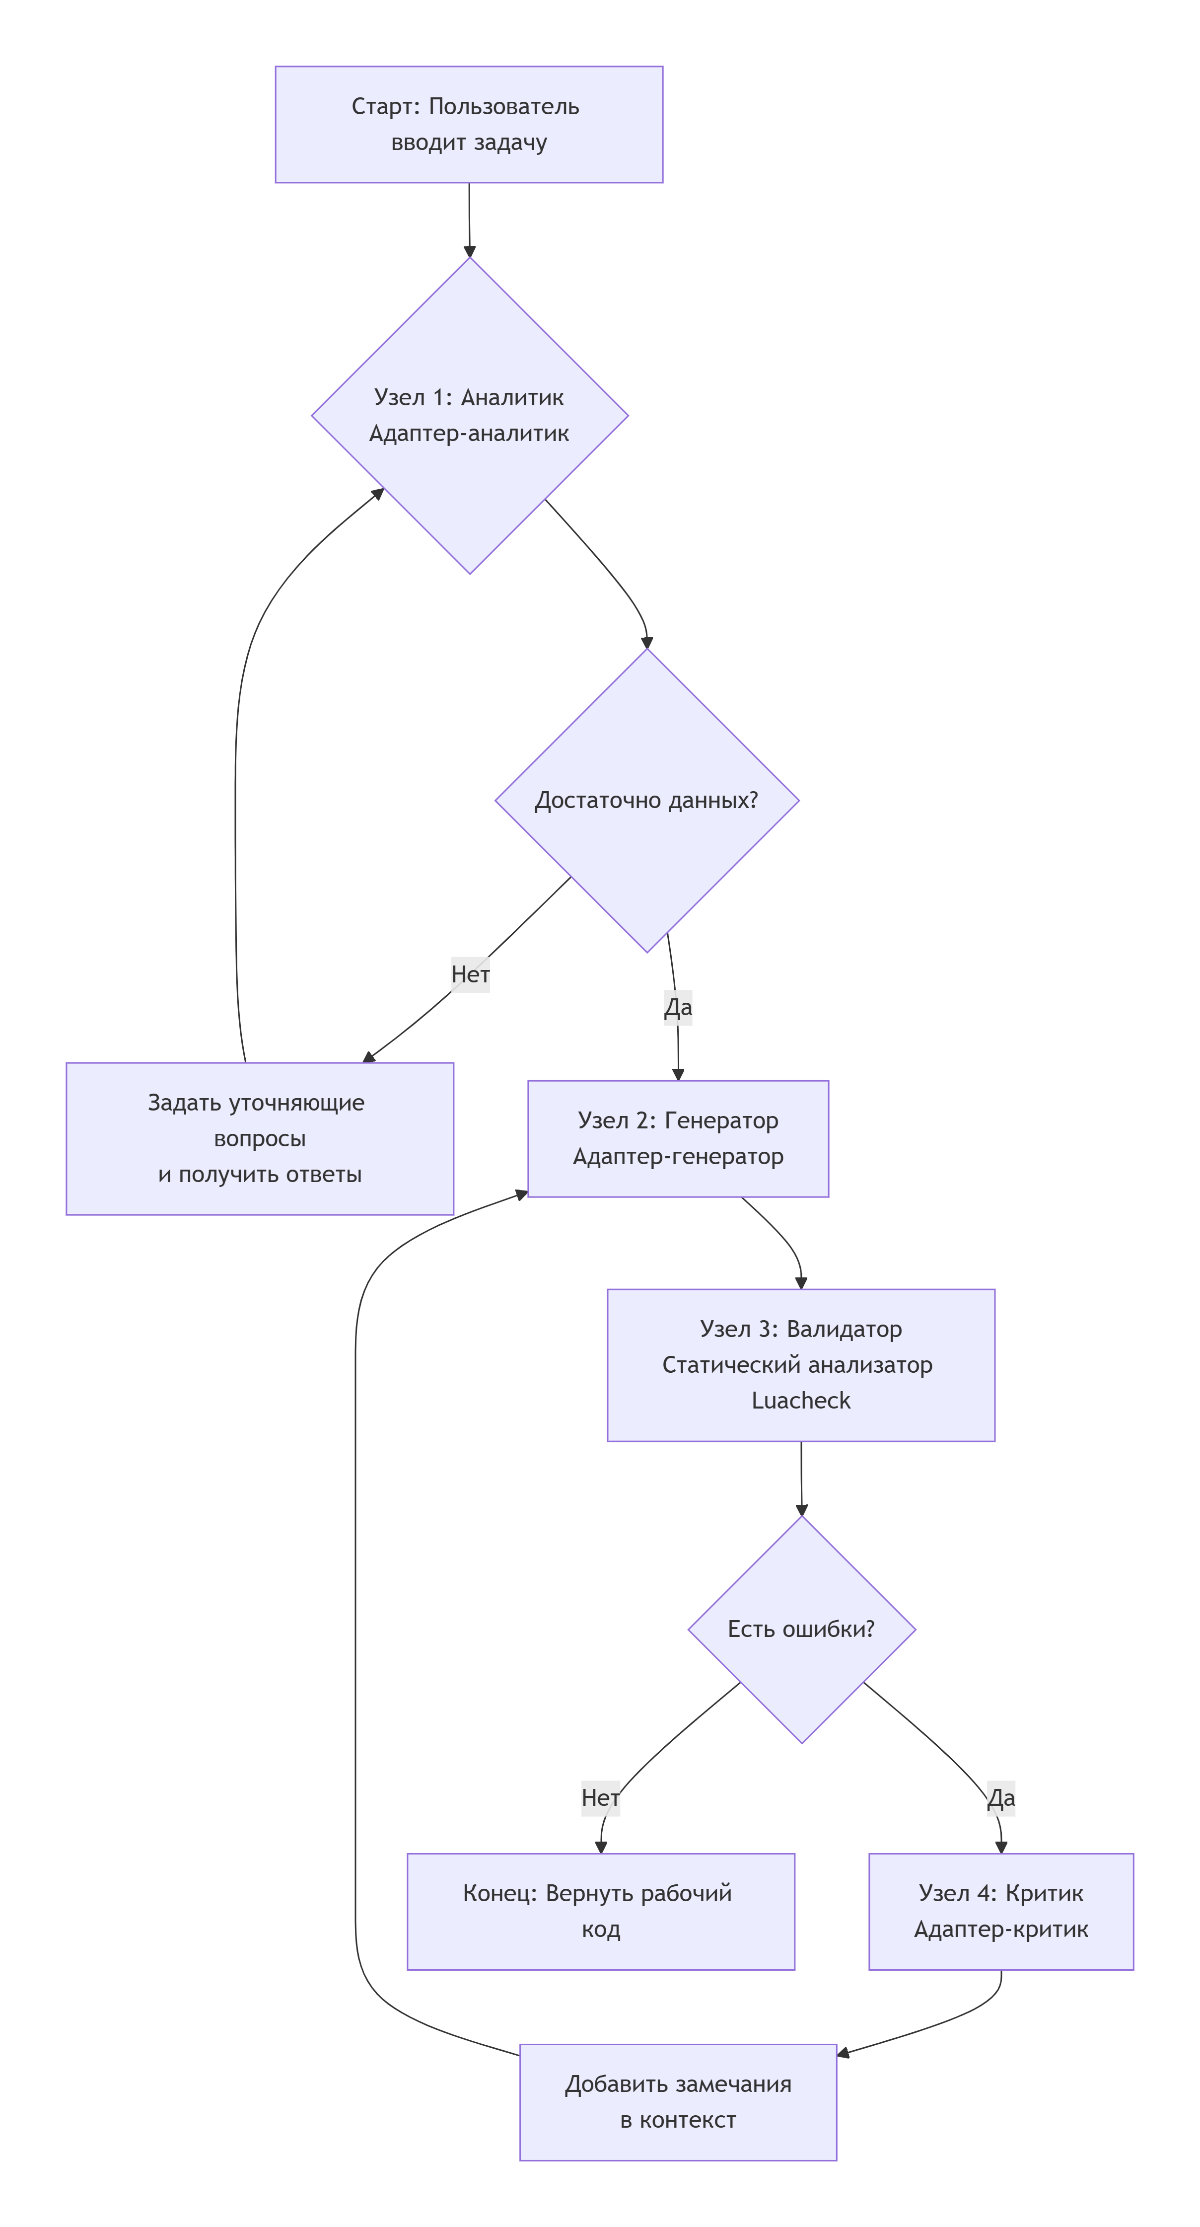 Старт: Пользователь
вводит задачу
Узел 1: Аналитик
Адаптер-аналитик
Достаточно данных?
Нет
Да
Задать уточняющие
вопросы
и получить ответы
Узел 2: Генератор
Адаптер-генератор
Узел 3: Валидатор
Статический анализатор
Luacheck
Есть ошибки?
Нет
Да
Конец: Вернуть рабочий
код
Узел 4: Критик
Адаптер-критик
Добавить замечания
в контекст